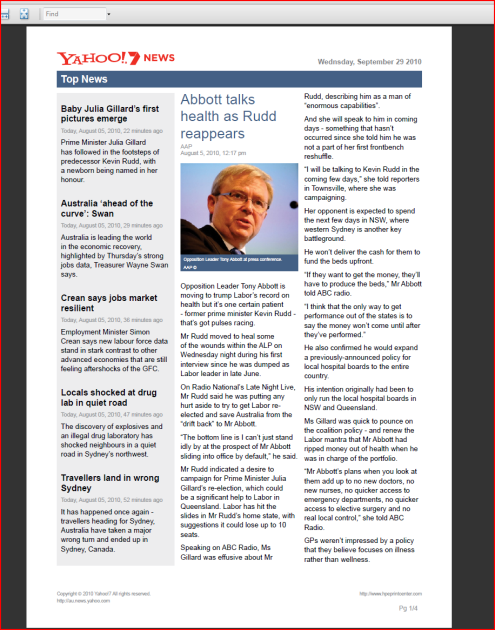 Find
YAHOO!7 NEWS
Wednsday, September 29 2010
Top News
Baby Julia Gillard's first
pictures emerge
Today, August 05, 2010, 22 minutes ago
Prime Minister Julia Gillard
has followed in the footsteps of
predecessor Kevin Rudd, with
a newborn being named in her
honour.
Australia 'ahead of the
curve': Swan
Today, August 05, 2010, 29 minutes ago
Australia is leading the world
in the economic recovery,
highlighted by Thursday's strong
jobs data, Treasurer Wayne Swan
says.
Crean says jobs market
resilient
Today, August 05, 2010, 36 minutes ago
Employment Minister Simon
Crean says new labour force data
stand in stark contrast to other
advanced economies that are still
feeling aftershocks of the GFC.
Locals shocked at drug
lab in quiet road
Today, August 05, 2010, 47 minutes ago
The discovery of explosives and
an illegal drug laboratory has
shocked neighbours in a quiet
road in Sydney's northwest.
Travellers land in wrong
Sydney
Today, August 05, 2010, 52 minutes ago
It has happened once again -
travellers heading for Sydney,
Australia have taken a major
wrong turn and ended up in
Sydney, Canada.
Abbott talks
health as Rudd
reappears
AAP
August 5, 2010, 12:17 pm
Opposition Leader Tony Abbott at press conference.
AAP ©
Opposition Leader Tony Abbott is
moving to trump Labor's record on
health but it's one certain patient
- former prime minister Kevin Rudd -
that's got pulses racing.
Mr Rudd moved to heal some
of the wounds within the ALP on
Wednesday night during his first
interview since he was dumped as
Labor leader in late June.
On Radio National's Late Night Live,
Mr Rudd said he was putting any
hurt aside to try to get Labor re-
elected and save Australia from the
"drift back" to Mr Abbott.
"The bottom line is I can't just stand
idly by at the prospect of Mr Abbott
sliding into office by default," he said.
Mr Rudd indicated a desire to
campaign for Prime Minister Julia
Gillard's re-election, which could
be a significant help to Labor in
Queensland. Labor has hit the
slides in Mr Rudd's home state, with
suggestions it could lose up to 10
seats.
Speaking on ABC Radio, Ms
Gillard was effusive about Mr
Rudd, describing him as a man of
"enormous capabilities".
And she will speak to him in coming
days - something that hasn't
occurred since she told him he was
not a part of her first frontbench
reshuffle.
"I will be talking to Kevin Rudd in the
coming few days," she told reporters
in Townsville, where she was
campaigning.
Her opponent is expected to spend
the next few days in NSW, where
western Sydney is another key
battleground.
He won't deliver the cash for them to
fund the beds upfront.
"If they want to get the money, they'll
have to produce the beds," Mr Abbott
told ABC radio.
"I think that the only way to get
performance out of the states is to
say the money won't come until after
they've performed."
He also confirmed he would expand
a previously-announced policy for
local hospital boards to the entire
country.
His intention originally had been to
only run the local hospital boards in
NSW and Queensland.
Ms Gillard was quick to pounce on
the coalition policy - and renew the
Labor mantra that Mr Abbott had
ripped money out of health when he
was in charge of the portfolio.
"Mr Abbott's plans when you look at
them add up to no new doctors, no
new nurses, no quicker access to
emergency departments, no quicker
access to elective surgery and no
real local control," she told ABC
Radio.
GPs weren't impressed by a policy
that they believe focuses on illness
rather than wellness.
Copyright © 2010 Yahoo!7 All rights reserved.
http://au.news.yahoo.com
http://www.hpeprintcenter.com
Pg 1/4